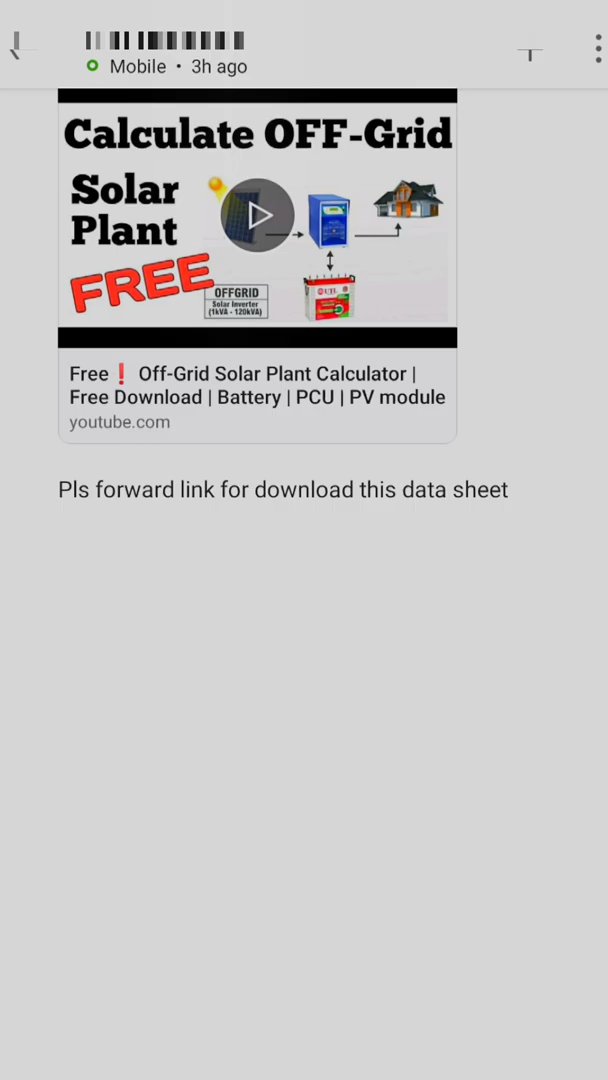 Mobile • 3h ago
Calculate OFF-Grid
Solar
Plant
FREE
OFFGRID
Solar Inverter
(1kVA - 120kVA)
UTL
Free❗ Off-Grid Solar Plant Calculator |
Free Download | Battery | PCU | PV module
youtube.com
Pls forward link for download this data sheet